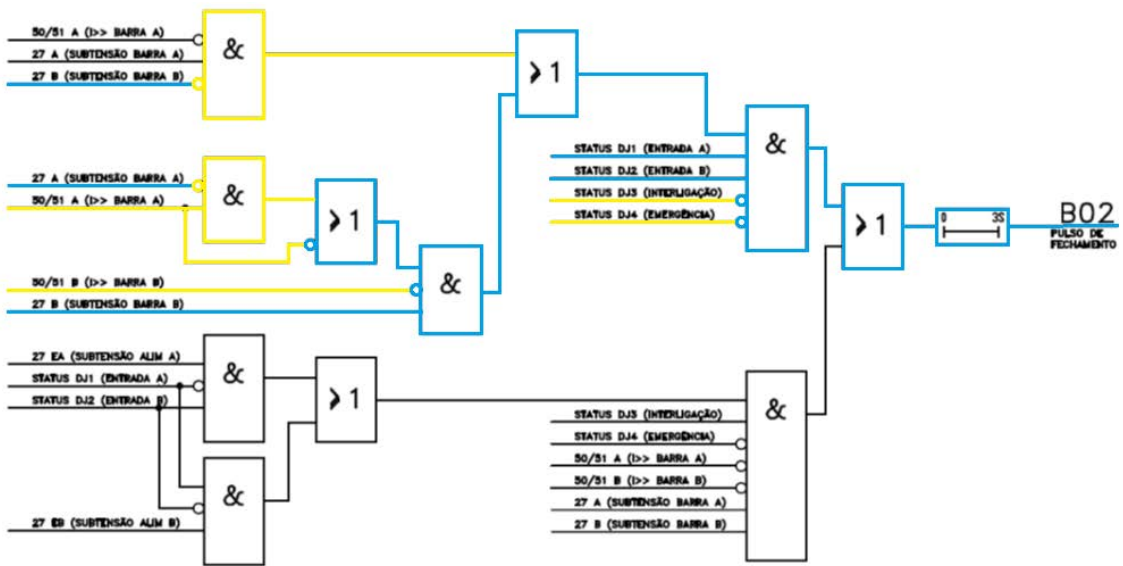 50/51 A (I>> BARRA A)
27 A (SUBTENSÃO BARRA A)
27 B (SUBTENSÃO BARRA B)
&
27 A (SUBTENSÃO BARRA A)
50/51 A (I>> BARRA A)
&
50/51 B (I>> BARRA B)
27 B (SUBTENSÃO BARRA B)
>1
&
>1
STATUS DJ1 (ENTRADA A)
STATUS DJ2 (ENTRADA B)
STATUS DJ3 (INTERLIGAÇÃO)
STATUS DJ4 (EMERGÊNCIA)
&
>1
0 3S
B02
PULSO DE
FECHAMENTO
27 EA (SUBTENSÃO ALIM A)
STATUS DJ1 (ENTRADA A)
STATUS DJ2 (ENTRADA B)
&
27 EB (SUBTENSÃO ALIM B)
&
>1
STATUS DJ3 (INTERLIGAÇÃO)
STATUS DJ4 (EMERGÊNCIA)
50/51 A (I>> BARRA A)
50/51 B (I>> BARRA B)
27 A (SUBTENSÃO BARRA A)
27 B (SUBTENSÃO BARRA B)
&